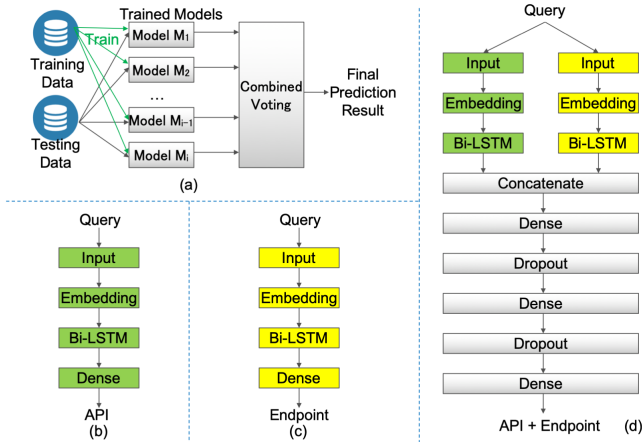 Trained Models
Train
Training
Data
Testing
Data
Model M1
Model M2
...
Model Mi−1
Model Mi
Combined
Voting
Final
Prediction
Result
(a)
Query
Input
Embedding
Bi-LSTM
Dense
API
(b)
Query
Input
Embedding
Bi-LSTM
Dense
Endpoint
(c)
Query
Input Input
Embedding Embedding
Bi-LSTM Bi-LSTM
Concatenate
Dense
Dropout
Dense
Dropout
Dense
API + Endpoint (d)